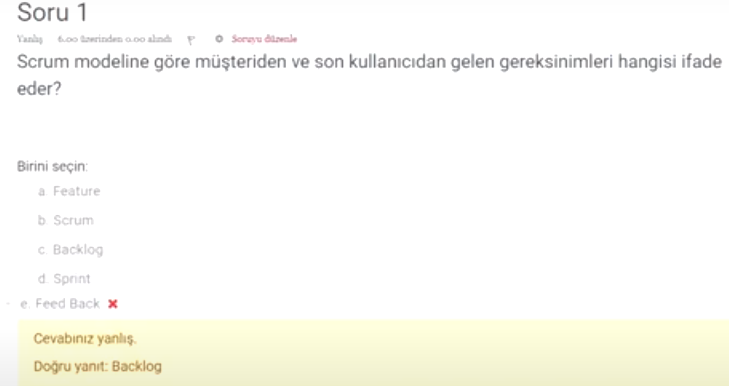 Soru 1
Yanlış 6.00 üzerinden 0.00 alındı Soruyu düzenle
Scrum modeline göre müşteriden ve son kullanıcıdan gelen gereksinimleri hangisi ifade
eder?
Birini seçin:
a. Feature
b. Scrum
c. Backlog
d. Sprint
e. Feed Back
Cevabınız yanlış.
Doğru yanıt: Backlog